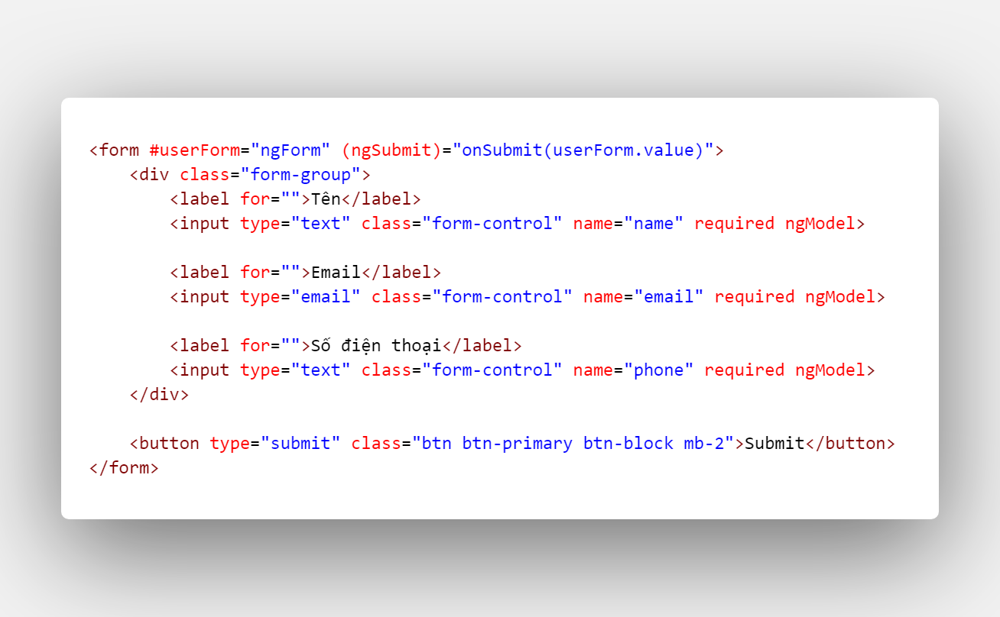 <form #userForm="ngForm" (ngSubmit)="onSubmit(userForm.value)">
    <div class="form-group">
        <label for="">Tên</label>
        <input type="text" class="form-control" name="name" required ngModel>

        <label for="">Email</label>
        <input type="email" class="form-control" name="email" required ngModel>

        <label for="">Số điện thoại</label>
        <input type="text" class="form-control" name="phone" required ngModel>
    </div>

    <button type="submit" class="btn btn-primary btn-block mb-2">Submit</button>
</form>